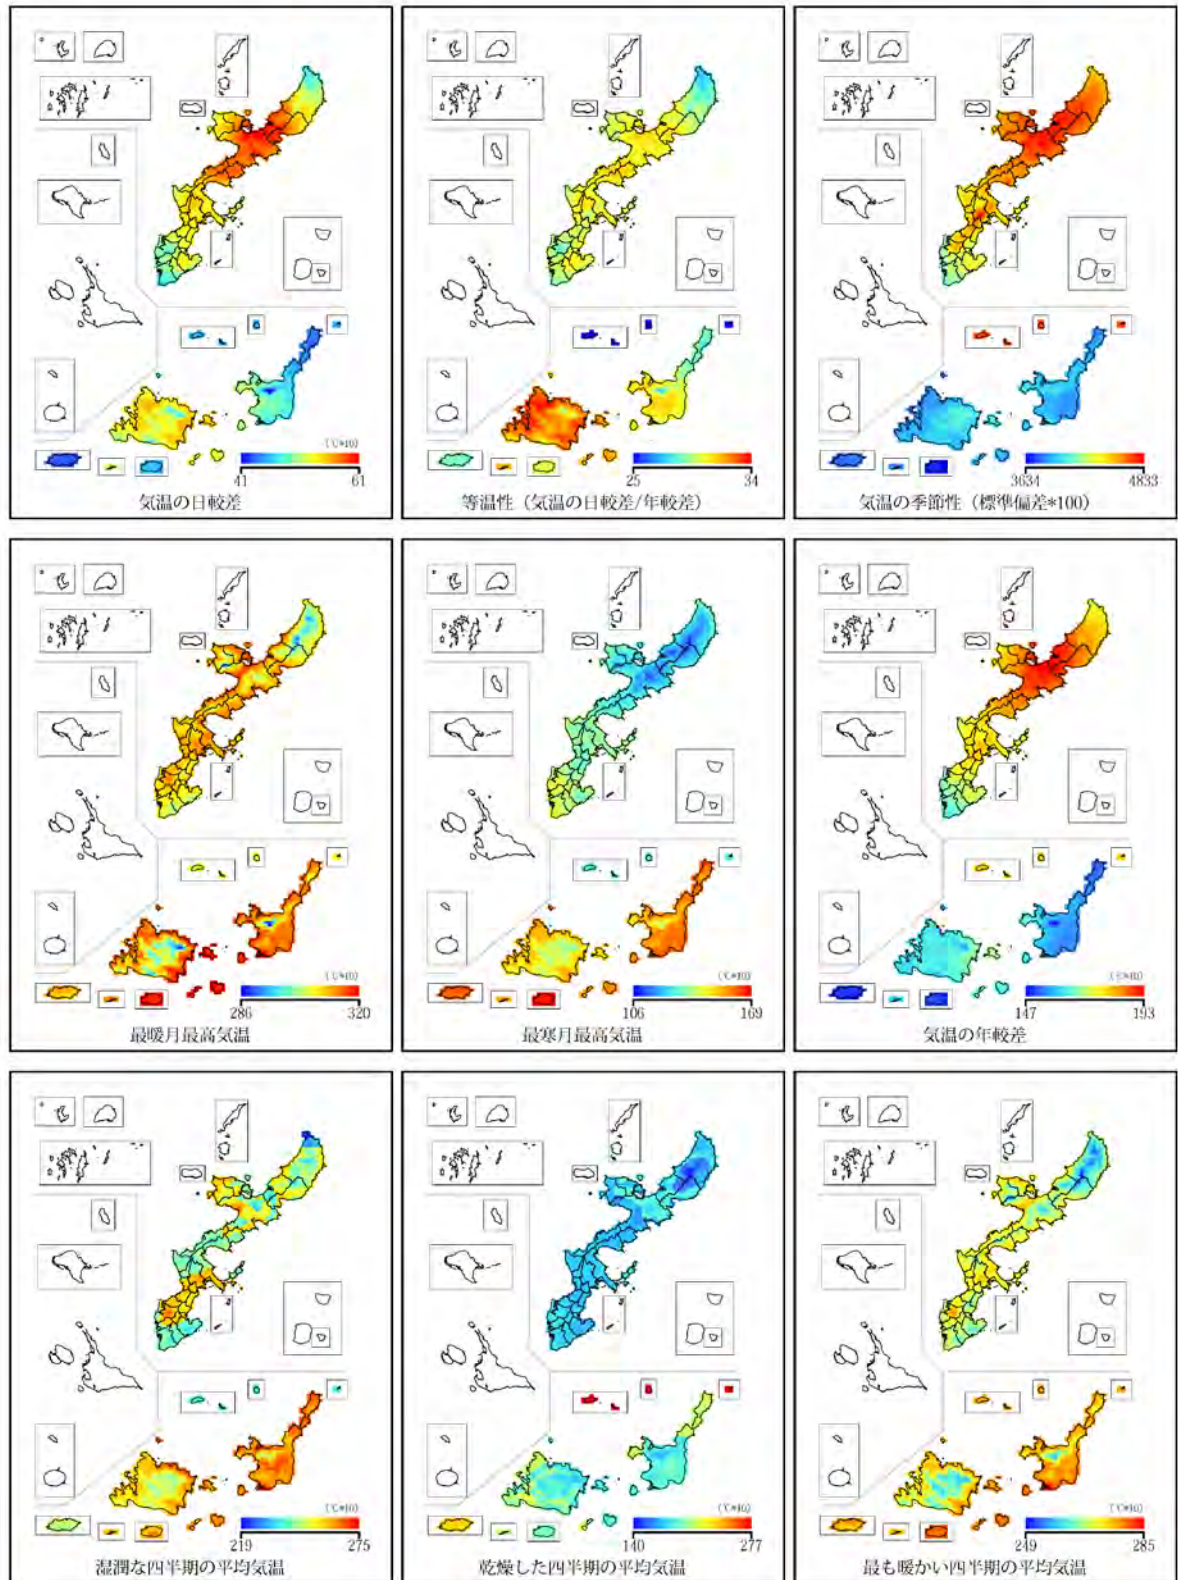 (℃*10)
41 61
気温の日較差
25 34
等温性（気温の日較差/年較差）
3634 4833
気温の季節性（標準偏差*100）
(℃*10)
286 320
最暖月最高気温
(℃*10)
106 169
最寒月最高気温
(℃*10)
147 193
気温の年較差
(℃*10)
219 275
湿潤な四半期の平均気温
(℃*10)
140 277
乾燥した四半期の平均気温
(℃*10)
249 285
最も暖かい四半期の平均気温